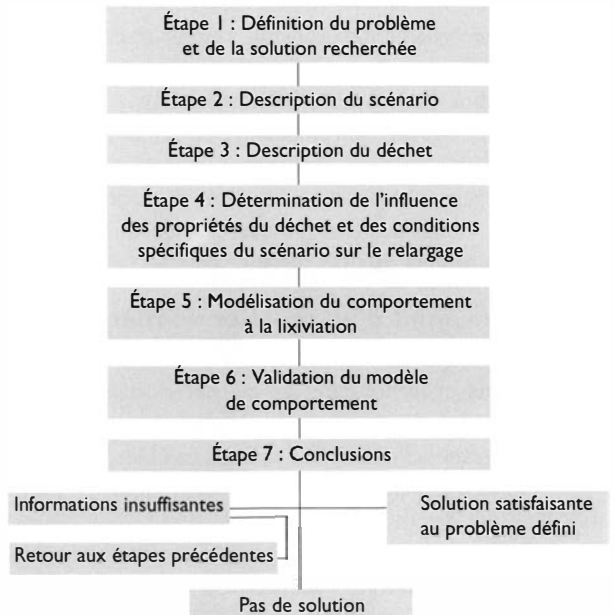 Étape 1 : Définition du problème
et de la solution recherchée
Étape 2 : Description du scénario
Étape 3 : Description du déchet
Étape 4 : Détermination de l’influence
des propriétés du déchet et des conditions
spécifiques du scénario sur le relargage
Étape 5 : Modélisation du comportement
à la lixiviation
Étape 6 : Validation du modèle
de comportement
Étape 7 : Conclusions
Informations insuffisantes
Retour aux étapes précédentes
Solution satisfaisante
au problème défini
Pas de solution